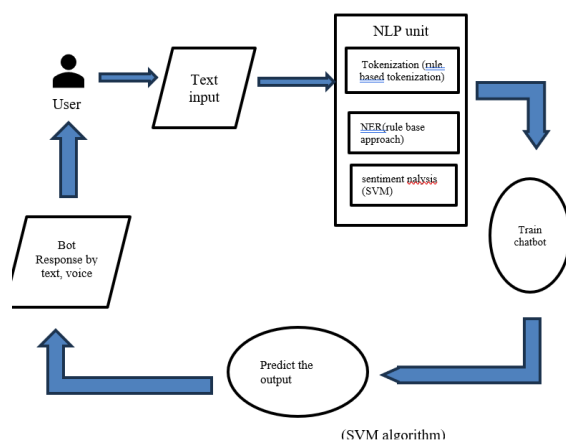 User
Text
input
NLP unit
Tokenization (rule.
based tokenization)
NER(rule base
approach)
sentiment nalysis
(SVM)
Train
chatbot
Predict the
output
(SVM algorithm)
Bot
Response by
text, voice